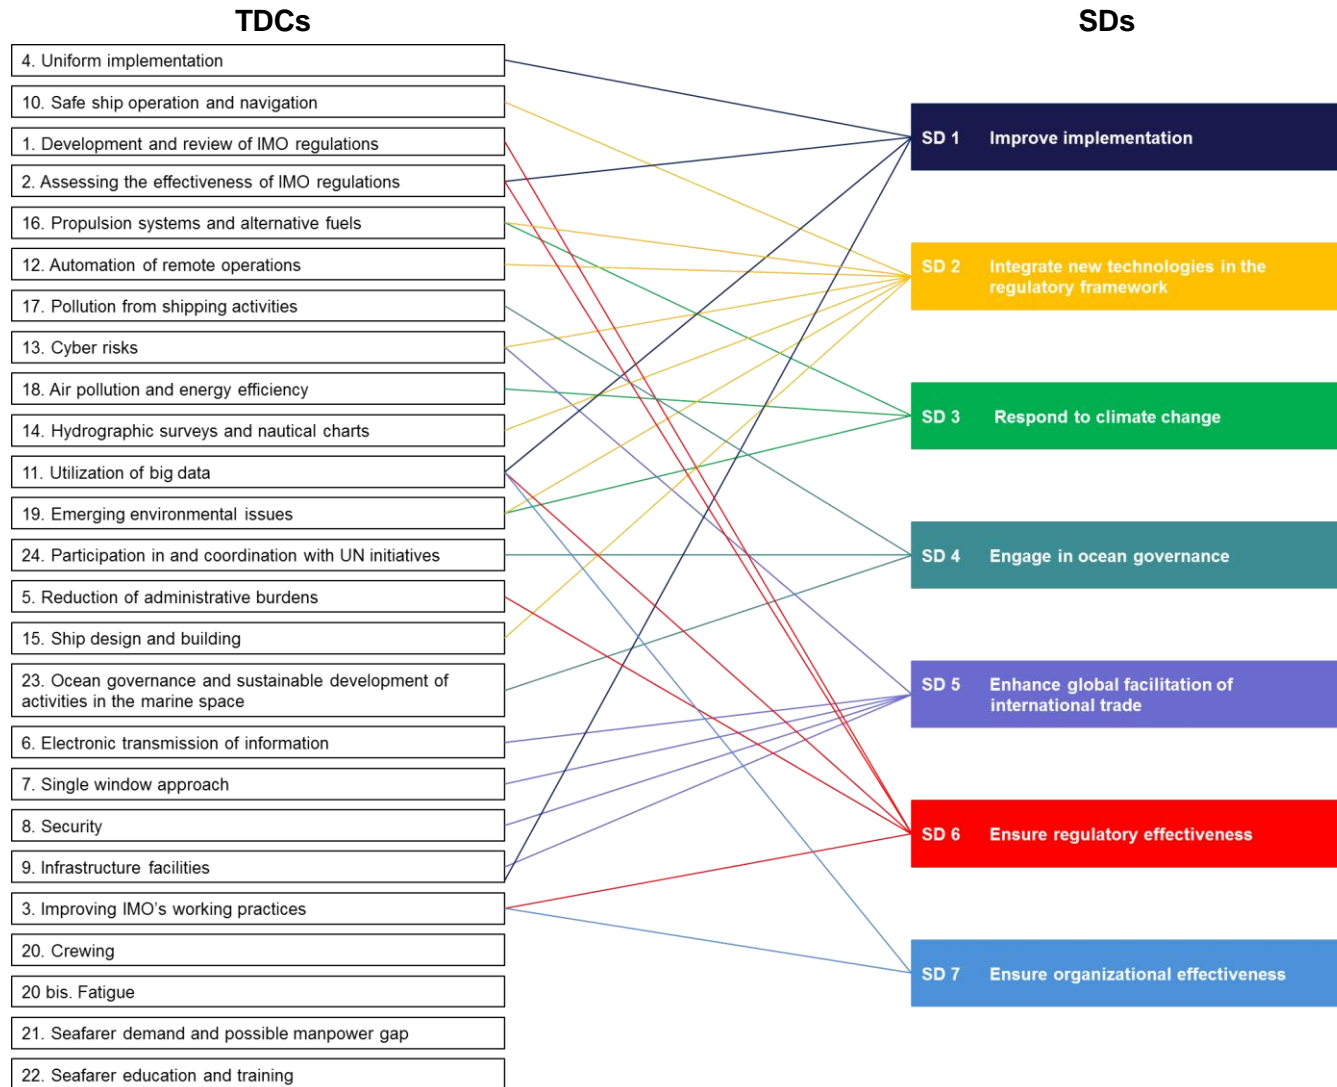 TDCs
4. Uniform implementation
10. Safe ship operation and navigation
1. Development and review of IMO regulations
2. Assessing the effectiveness of IMO regulations
16. Propulsion systems and alternative fuels
12. Automation of remote operations
17. Pollution from shipping activities
13. Cyber risks
18. Air pollution and energy efficiency
14. Hydrographic surveys and nautical charts
11. Utilization of big data
19. Emerging environmental issues
24. Participation in and coordination with UN initiatives
5. Reduction of administrative burdens
15. Ship design and building
23. Ocean governance and sustainable development of
activities in the marine space
6. Electronic transmission of information
7. Single window approach
8. Security
9. Infrastructure facilities
3. Improving IMO's working practices
20. Crewing
20 bis. Fatigue
21. Seafarer demand and possible manpower gap
22. Seafarer education and training
SDs
SD 1 Improve implementation
SD 2 Integrate new technologies in the
regulatory framework
SD 3 Respond to climate change
SD 4 Engage in ocean governance
SD 5 Enhance global facilitation of
international trade
SD 6 Ensure regulatory effectiveness
SD 7 Ensure organizational effectiveness